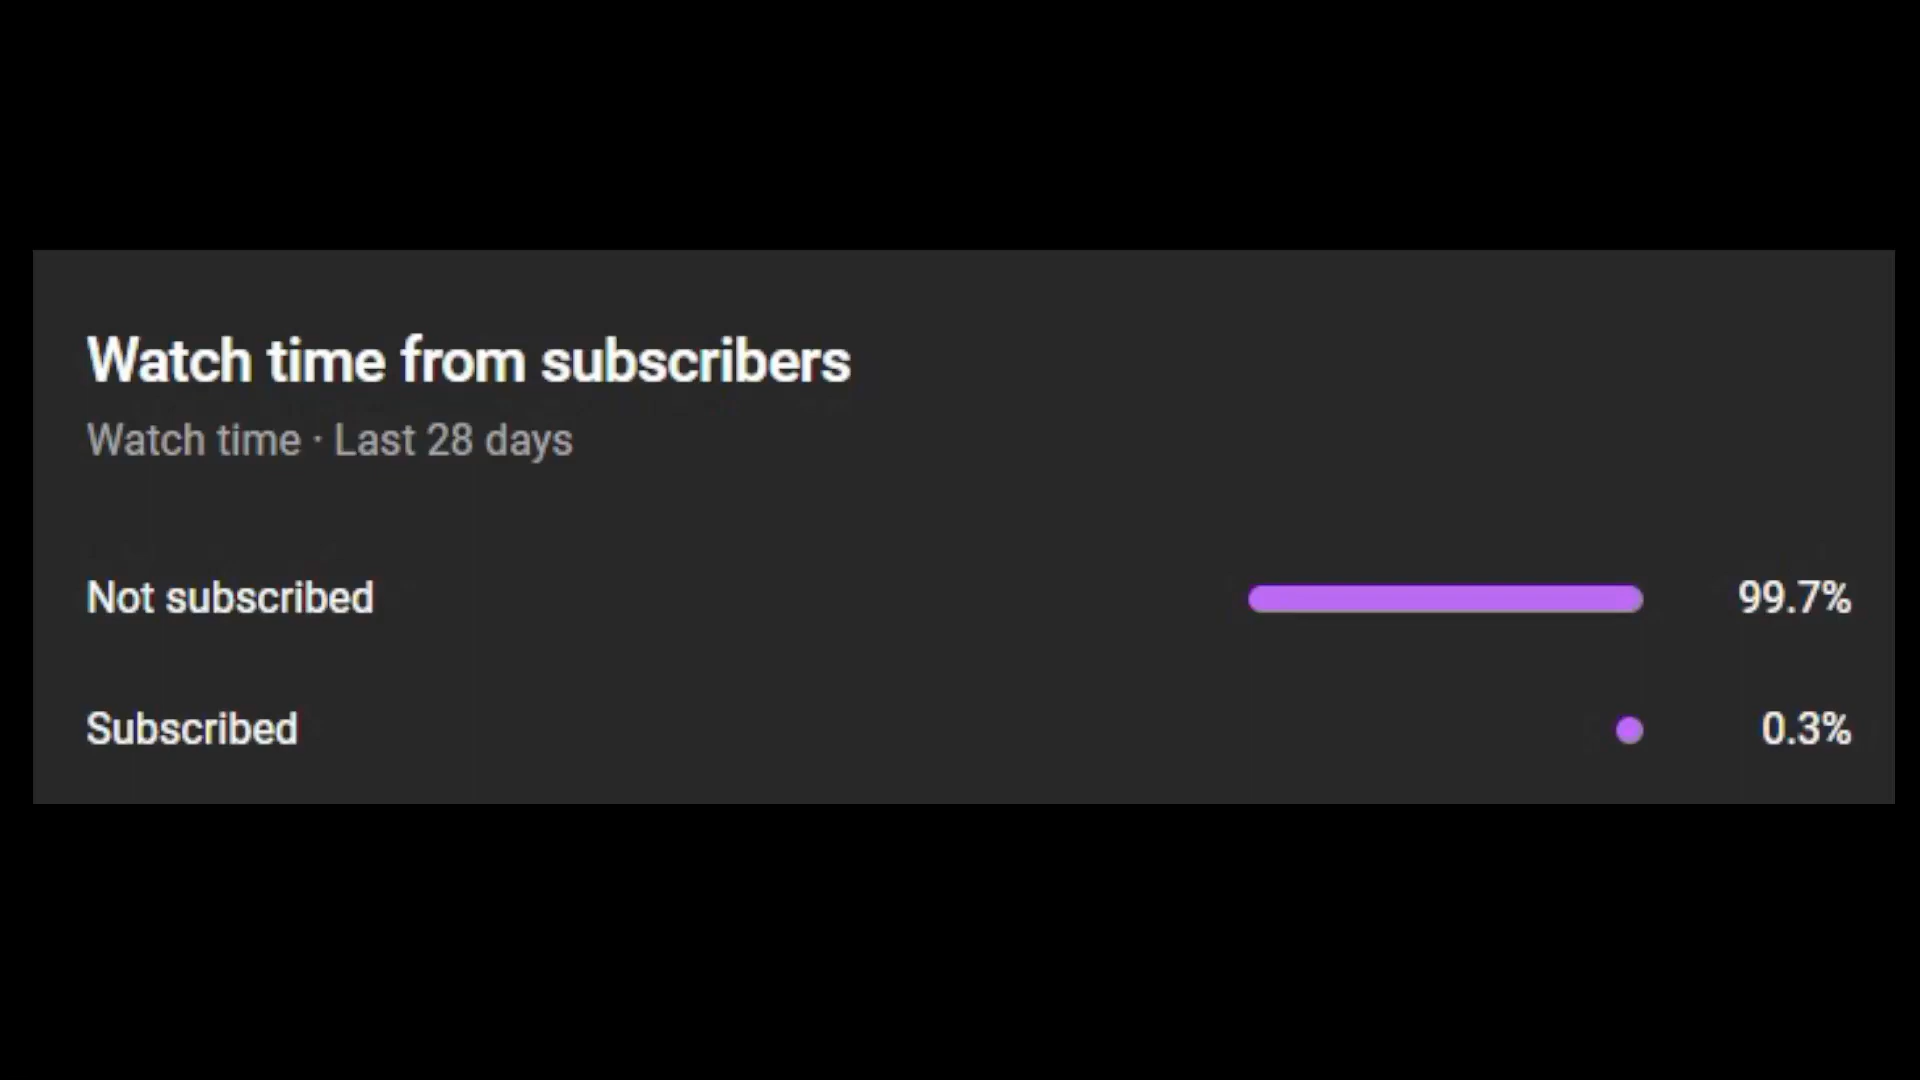 Watch time from subscribers
Watch time · Last 28 days
Not subscribed 99.7%
Subscribed 0.3%